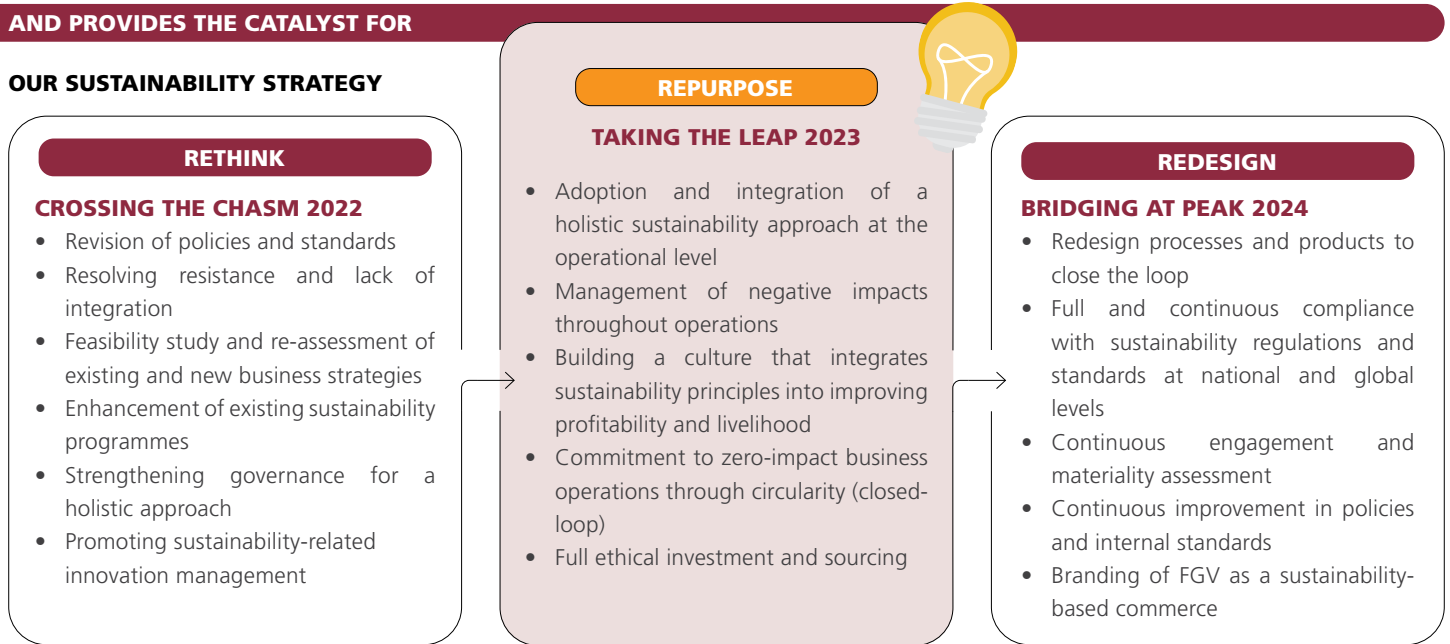 AND PROVIDES THE CATALYST FOR
OUR SUSTAINABILITY STRATEGY
RETHINK
CROSSING THE CHASM 2022
• Revision of policies and standards
• Resolving resistance and lack of
integration
• Feasibility study and re-assessment of
existing and new business strategies
• Enhancement of existing sustainability
programmes
• Strengthening governance for a
holistic approach
• Promoting sustainability-related
innovation management
REPURPOSE
TAKING THE LEAP 2023
• Adoption and integration of a
holistic sustainability approach at the
operational level
• Management of negative impacts
throughout operations
• Building a culture that integrates
sustainability principles into improving
profitability and livelihood
• Commitment to zero-impact business
operations through circularity (closed-
loop)
• Full ethical investment and sourcing
REDESIGN
BRIDGING AT PEAK 2024
• Redesign processes and products to
close the loop
• Full and continuous compliance
with sustainability regulations and
standards at national and global
levels
• Continuous engagement and
materiality assessment
• Continuous improvement in policies
and internal standards
• Branding of FGV as a sustainability-
based commerce